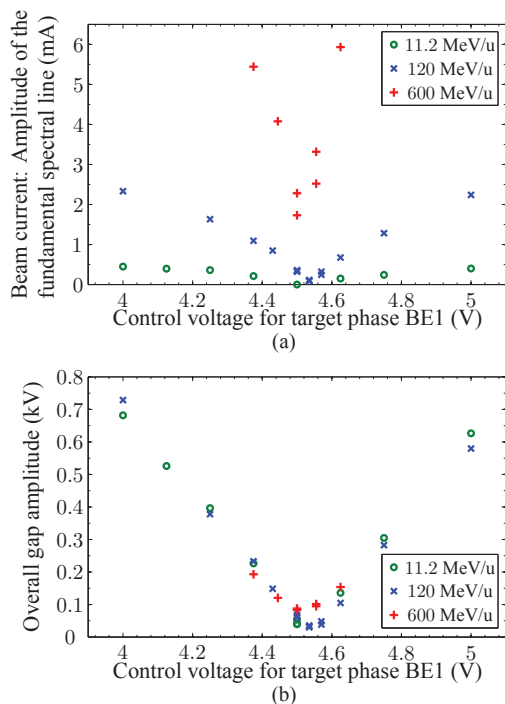 Beam current: Amplitude of the
fundamental spectral line (mA)
6
5
4
3
2
1
0
11.2 MeV/u
120 MeV/u
600 MeV/u
4 4.2 4.4 4.6 4.8 5
Control voltage for target phase BE1 (V)
(a)
Overall gap amplitude (kV)
0.8
0.7
0.6
0.5
0.4
0.3
0.2
0.1
0
11.2 MeV/u
120 MeV/u
600 MeV/u
4 4.2 4.4 4.6 4.8 5
Control voltage for target phase BE1 (V)
(b)